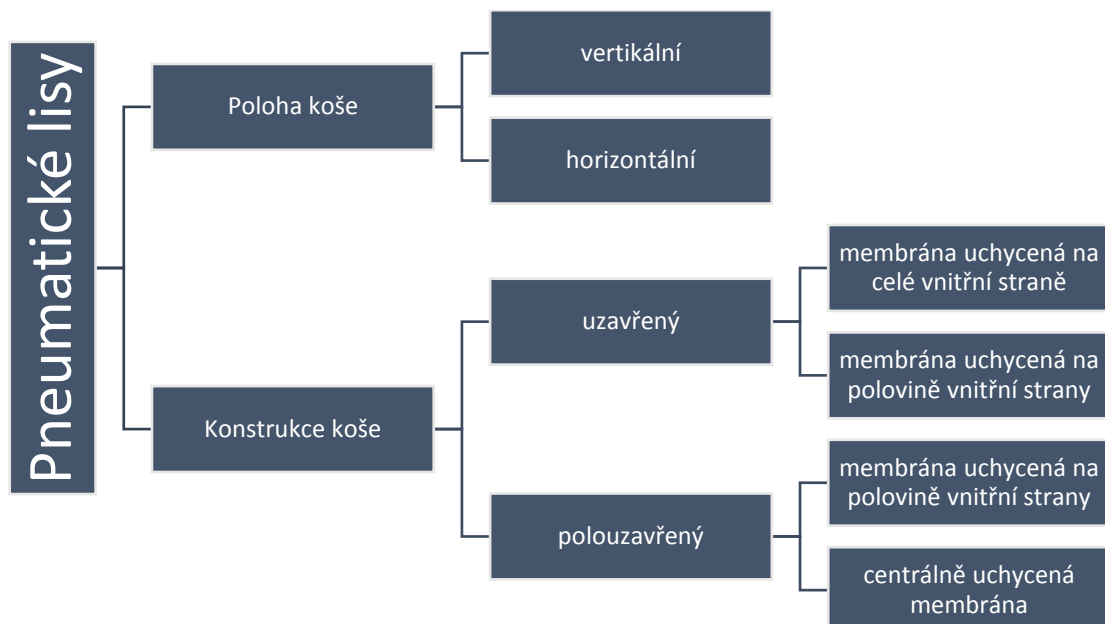 Pneumatické lisy
Poloha koše
vertikální
horizontální
Konstrukce koše
uzavřený
membrána uchycená na
celé vnitřní straně
membrána uchycená na
polovině vnitřní strany
polouzavřený
membrána uchycená na
polovině vnitřní strany
centrálně uchycená
membrána